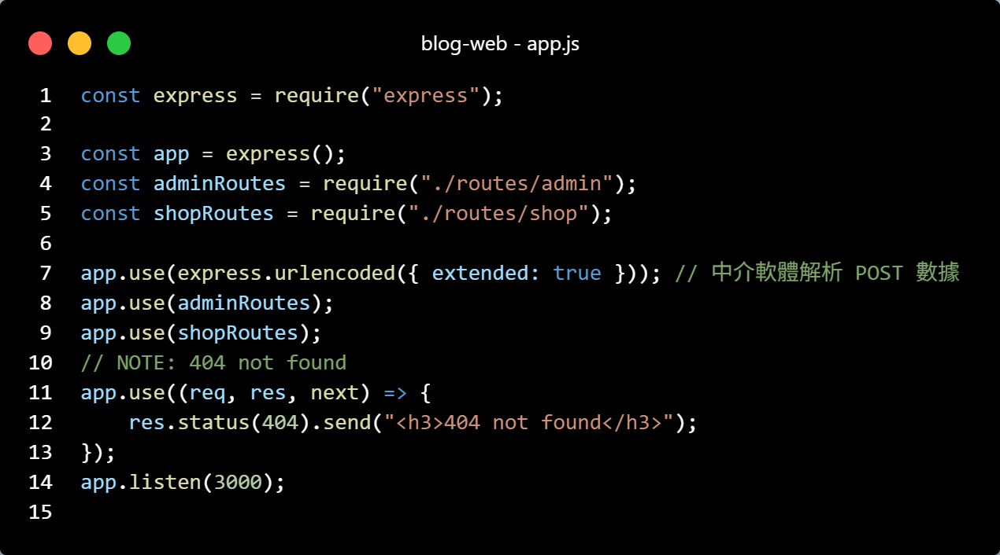 blog-web - app.js
1 const express = require("express");
2
3 const app = express();
4 const adminRoutes = require("./routes/admin");
5 const shopRoutes = require("./routes/shop");
6
7 app.use(express.urlencoded({ extended: true })); // 中介軟體解析 POST 數據
8 app.use(adminRoutes);
9 app.use(shopRoutes);
10 // NOTE: 404 not found
11 app.use((req, res, next) => {
12     res.status(404).send("<h3>404 not found</h3>");
13 });
14 app.listen(3000);
15